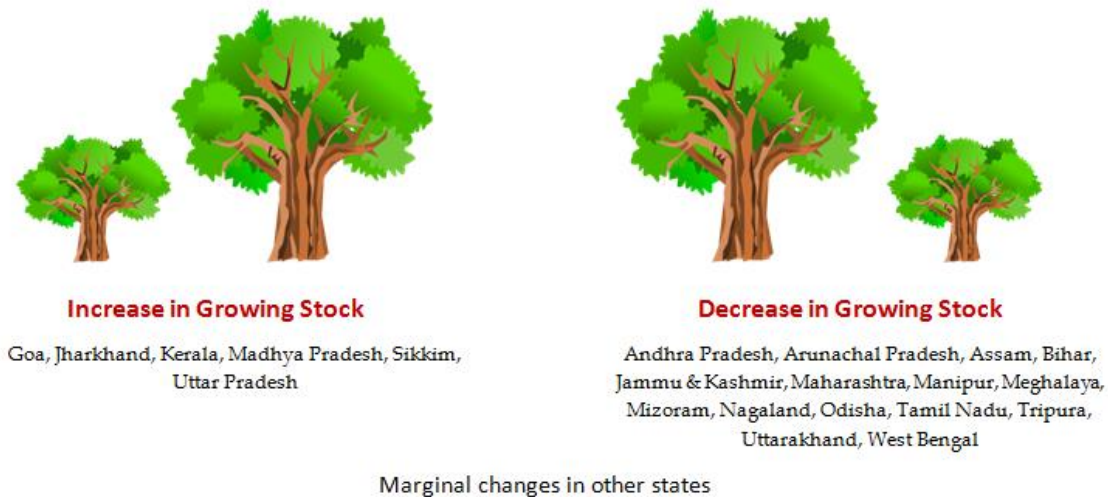 Increase in Growing Stock
Goa, Jharkhand, Kerala, Madhya Pradesh, Sikkim,
Uttar Pradesh
Decrease in Growing Stock
Andhra Pradesh, Arunachal Pradesh, Assam, Bihar,
Jammu & Kashmir, Maharashtra, Manipur, Meghalaya,
Mizoram, Nagaland, Odisha, Tamil Nadu, Tripura,
Uttarakhand, West Bengal
Marginal changes in other states